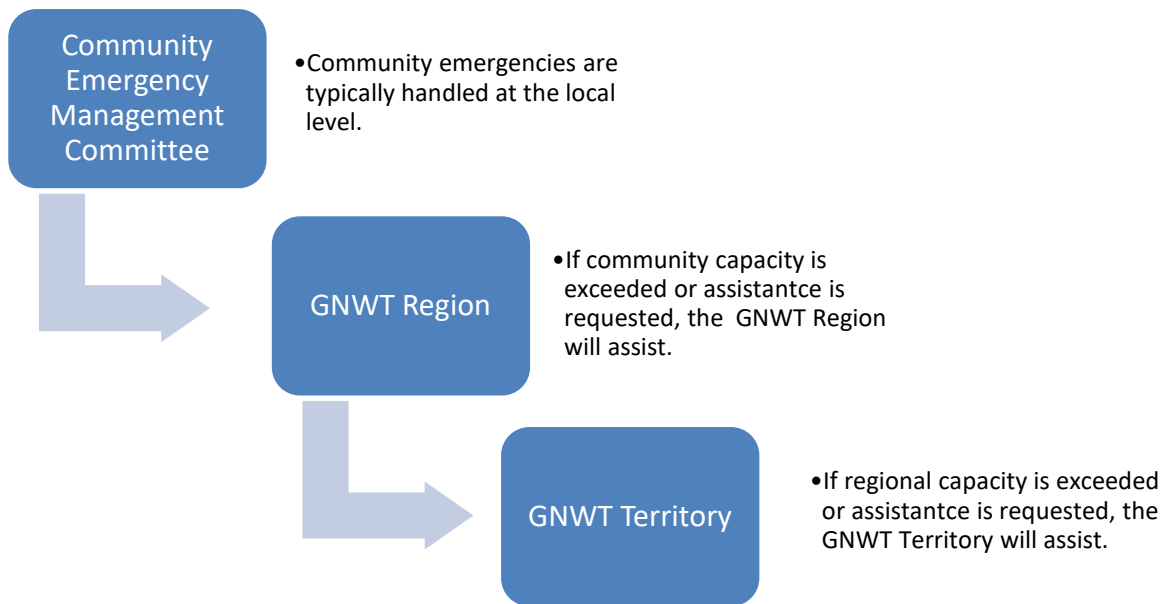 Community
Emergency
Management
Committee
•Community emergencies are
typically handled at the local
level.
GNWT Region
•If community capacity is
exceeded or assistantce is
requested, the  GNWT Region
will assist.
GNWT Territory
•If regional capacity is exceeded
or assistantce is requested, the
GNWT Territory will assist.